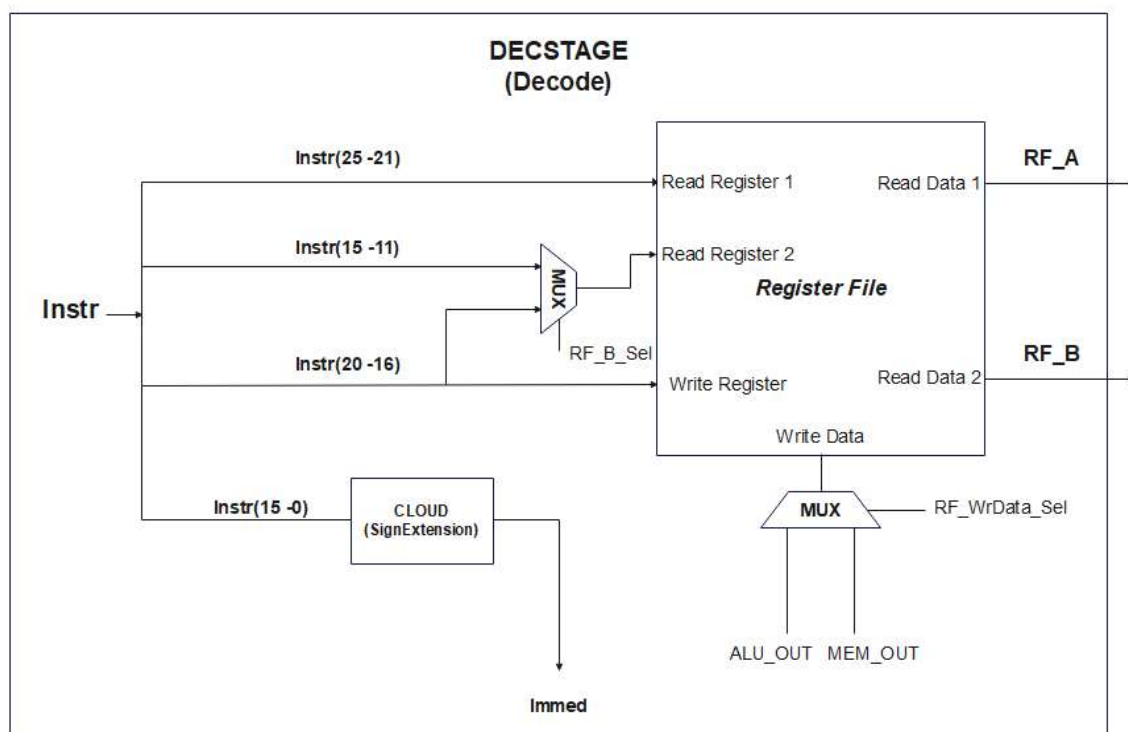 DECSTAGE
(Decode)
Instr(25 -21)
RF_A
Read Register 1
Read Data 1
Instr(15 -11)
Read Register 2
MUX
Register File
Instr
RF_B_Sel
RF_B
Instr(20 -16)
Write Register
Read Data 2
Write Data
Instr(15 -0)
CLOUD
(SignExtension)
MUX
RF_WrData_Sel
ALU_OUT
MEM_OUT
Immed